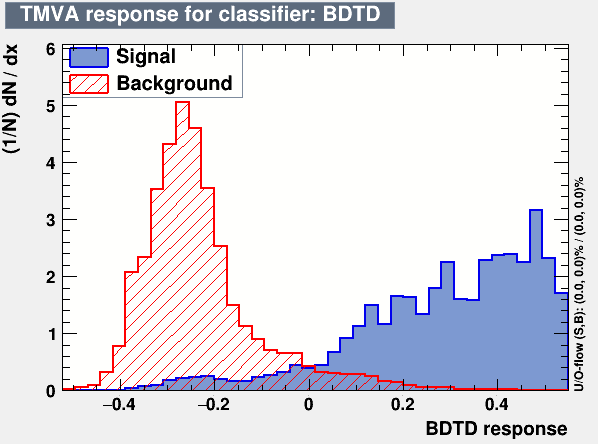 TMVA response for classifier: BDTD
(1/N) dN / dx
Signal
Background
6
5
4
3
2
1
0
−0.4 −0.2 0 0.2 0.4
BDTD response
U/O-flow (S,B): (0.0, 0.0)% / (0.0, 0.0)%